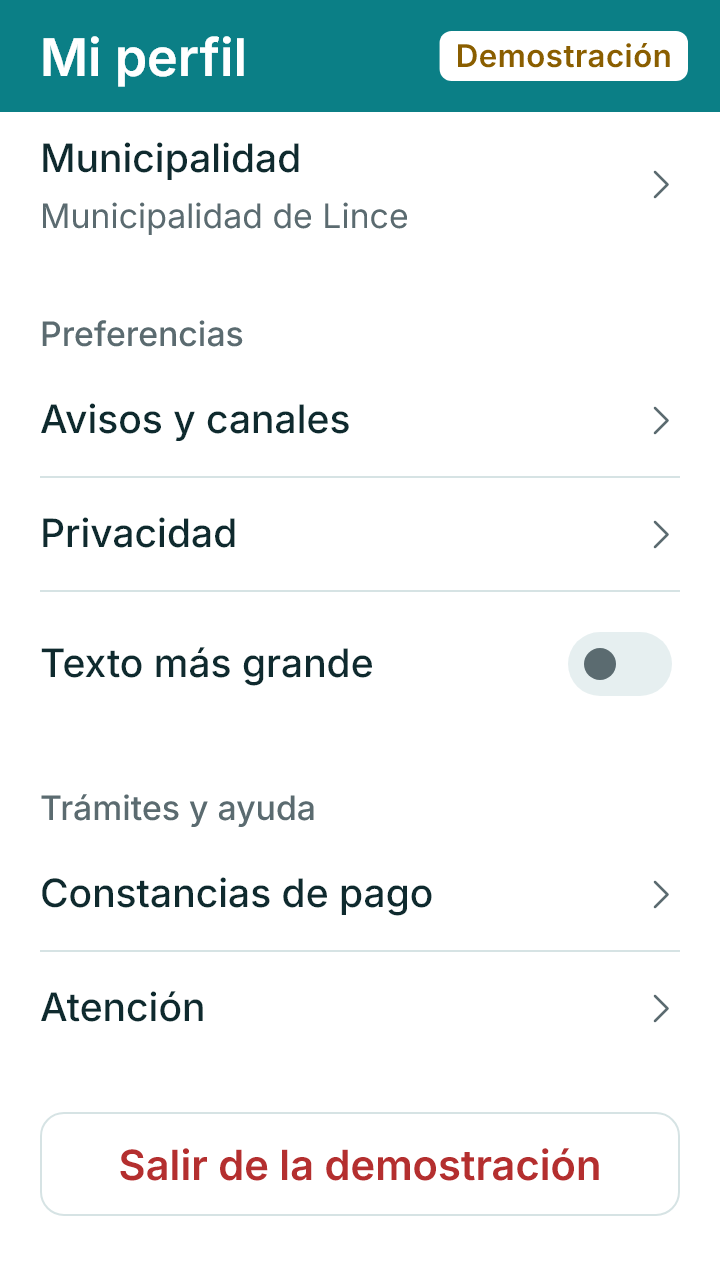 Mi perfil
Demostración
Municipalidad
Municipalidad de Lince
Preferencias
Avisos y canales
Privacidad
Texto más grande
Trámites y ayuda
Constancias de pago
Atención
Salir de la demostración